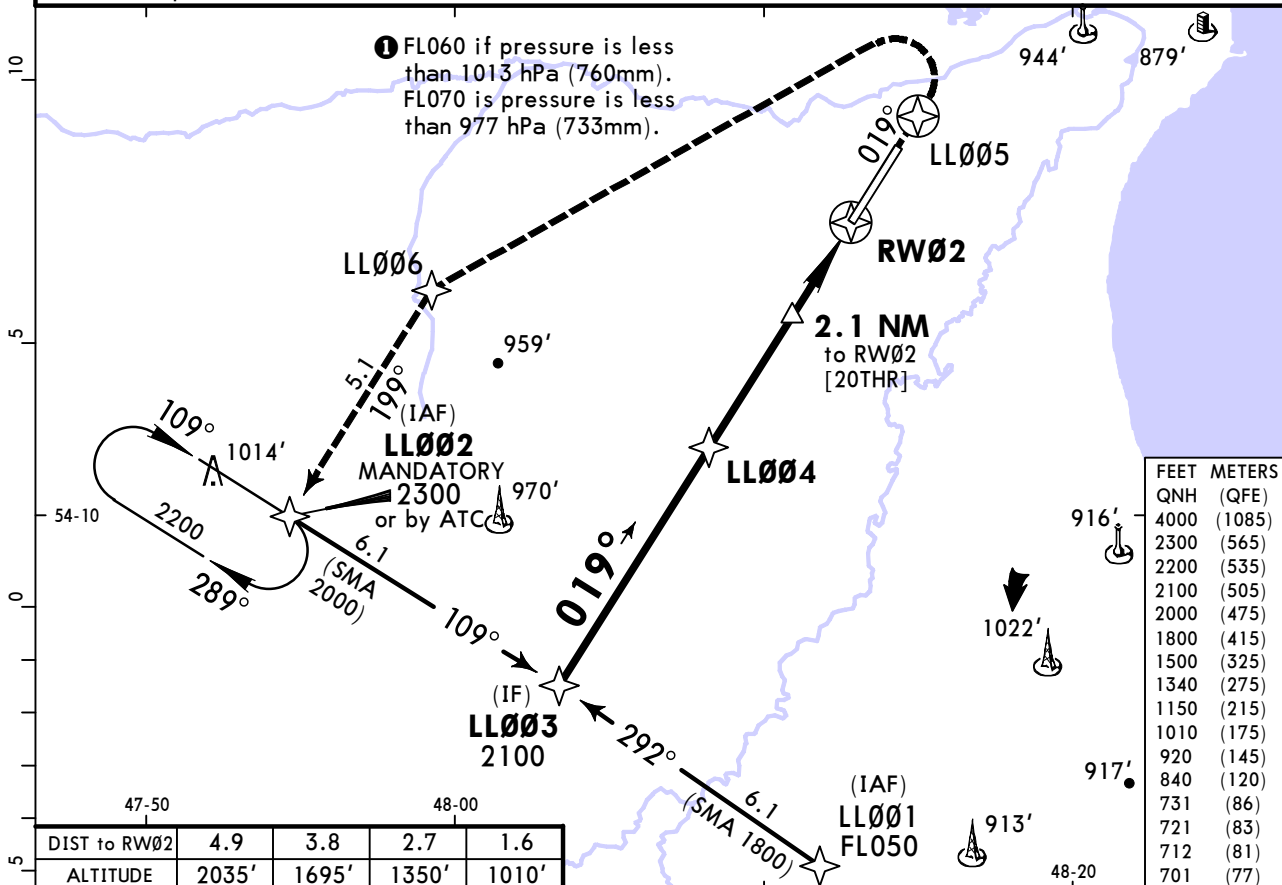 ❶ FL060 if pressure is less
than 1013 hPa (760mm).
FL070 is pressure is less
than 977 hPa (733mm).
944'
879'
10
019°
LLØØ5
RWØ2
LLØØ6
2.1 NM
to RWØ2
[20THR]
5
959'
5.1
199°
(IAF)
LLØØ2
MANDATORY
2300
or by ATC
109°
1014'
970'
LLØØ4
54-10
2200
289°
6.1
(SMA
2000)
109°
019°
916'
1022'
0
(IF)
LLØØ3
2100
292°
6.1
(SMA 1800)
(IAF)
LLØØ1
FL050
917'
913'
47-50
48-00
48-20
5
DIST to RWØ2 4.9 3.8 2.7 1.6
ALTITUDE 2035' 1695' 1350' 1010'
FEET METERS
QNH (QFE)
4000 (1085)
2300 (565)
2200 (535)
2100 (505)
2000 (475)
1800 (415)
1500 (325)
1340 (275)
1150 (215)
1010 (175)
920 (145)
840 (120)
731 (86)
721 (83)
712 (81)
701 (77)